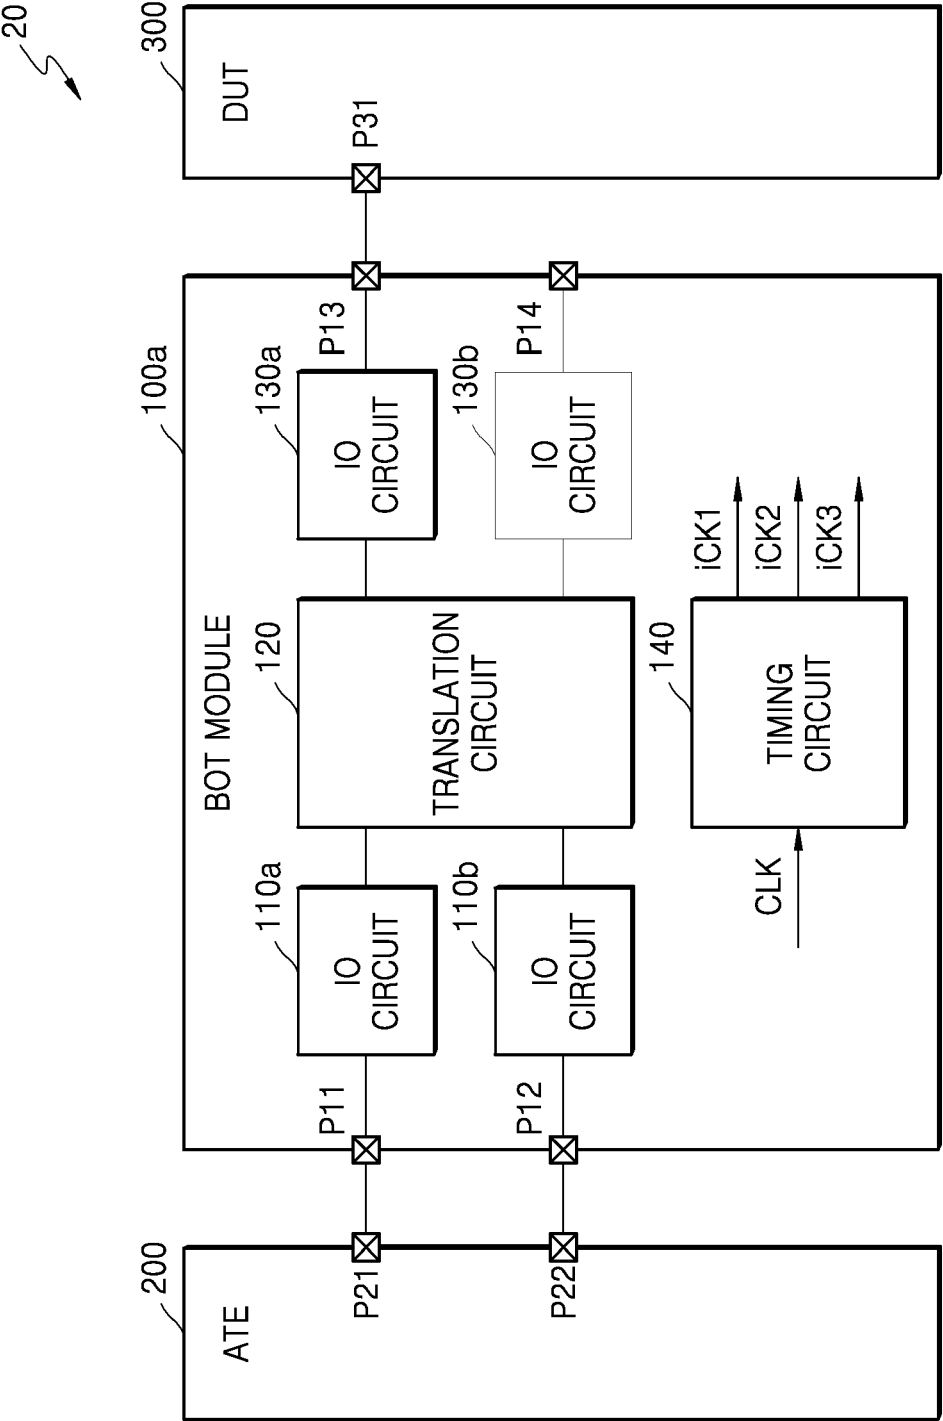 20
200
ATE
P21
P22
100a
BOT MODULE
P11
110a
IO
CIRCUIT
P12
110b
IO
CIRCUIT
120
TRANSLATION
CIRCUIT
130a
IO
CIRCUIT
P13
130b
IO
CIRCUIT
P14
CLK
140
TIMING
CIRCUIT
iCK1
iCK2
iCK3
300
DUT
P31